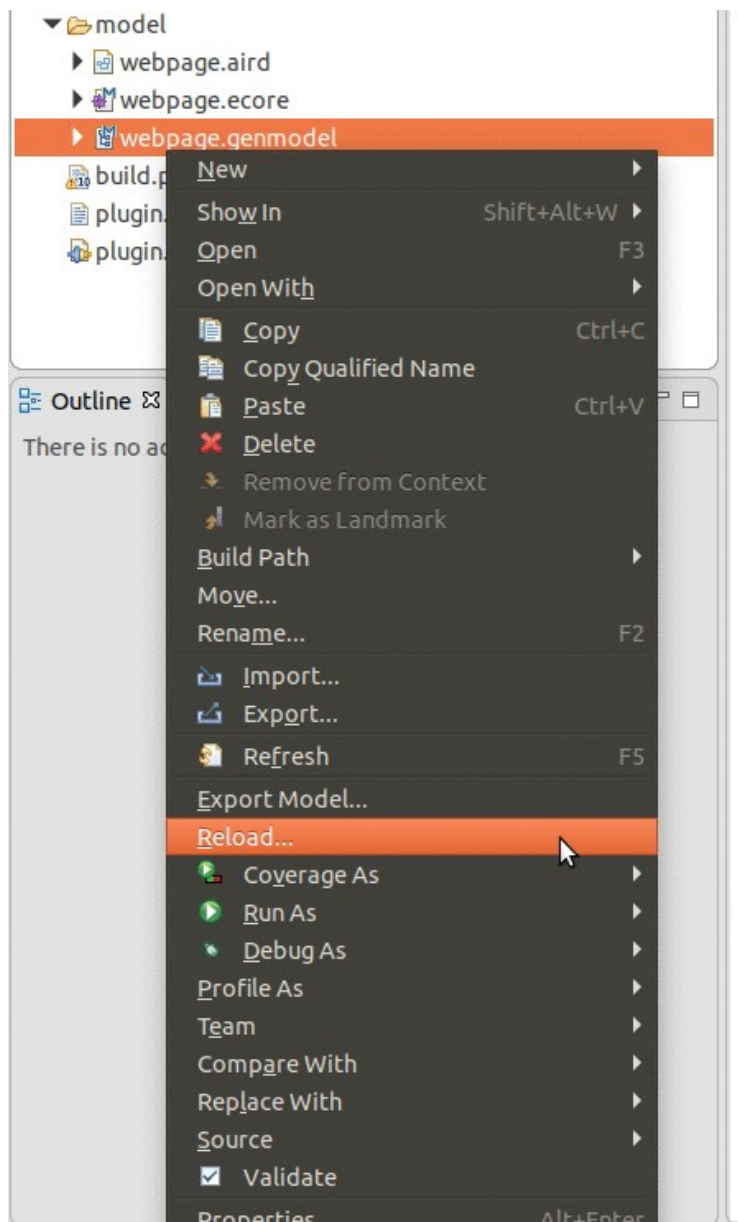 model
webpage.aird
webpage.ecore
webpage.genmodel
build.p
plugin.
plugin.
New
Show In Shift+Alt+W
Open F3
Open With
Copy Ctrl+C
Copy Qualified Name
Paste Ctrl+V
Delete
Remove from Context
Mark as Landmark
Build Path
Move...
Rename... F2
Import...
Export...
Refresh F5
Export Model...
Reload...
Coverage As
Run As
Debug As
Profile As
Team
Compare With
Replace With
Source
Validate
Properties Alt+Enter
Outline
There is no ac